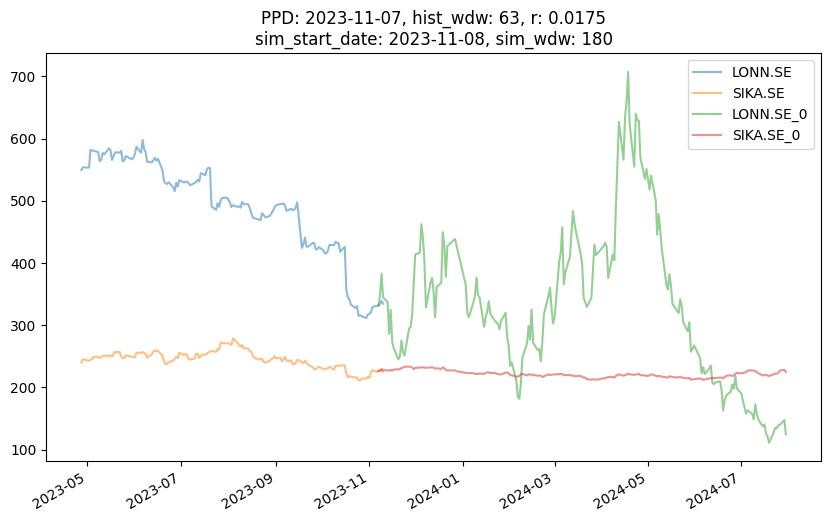 PPD: 2023-11-07, hist_wdw: 63, r: 0.0175
sim_start_date: 2023-11-08, sim_wdw: 180
LONN.SE
SIKA.SE
LONN.SE_0
SIKA.SE_0
700
600
500
400
300
200
100
2023-05
2023-07
2023-09
2023-11
2024-01
2024-03
2024-05
2024-07